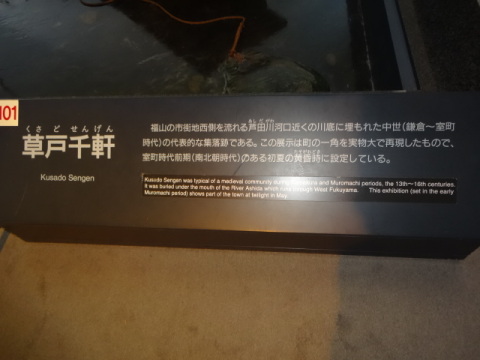 101
くさど せんげん
草戸千軒
Kusado Sengen
あしだがわ
福山の市街地西側を流れる芦田川河口近くの川底に埋もれた中世(鎌倉〜室町
時代)の代表的な集落跡である。この展示は町の一角を実物大で再現したもので、
室町時代前期(南北朝時代)のある初夏の黄昏時に設定している。
Kusado Sengen was typical of a medieval community during and Muromachi periods, the 13th〜16th centuries.
It was buried under the mouth of the River Ashida which through West Fukuyama. This exhibition (set in the early
Muromachi period) shows part of the town at twilight in May.